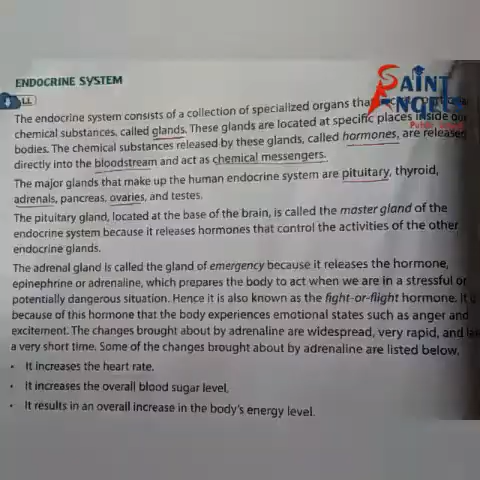 ENDOCRINE SYSTEM
LL
SAINT
ANGELS
The endocrine system consists of a collection of specialized organs that
chemical substances, called glands. These glands are located at specific places inside our
bodies. The chemical substances released by these glands, called hormones, are released
directly into the bloodstream and act as chemical messengers.
The major glands that make up the human endocrine system are pituitary, thyroid,
adrenals, pancreas, ovaries, and testes.
The pituitary gland, located at the base of the brain, is called the master gland of the
endocrine system because it releases hormones that control the activities of the other
endocrine glands.
The adrenal gland is called the gland of emergency because it releases the hormone,
epinephrine or adrenaline, which prepares the body to act when we are in a stressful or
potentially dangerous situation. Hence it is also known as the fight-or-flight hormone. It
because of this hormone that the body experiences emotional states such as anger and
excitement. The changes brought about by adrenaline are widespread, very rapid, and
a very short time. Some of the changes brought about by adrenaline are listed below.
• It increases the heart rate.
• It increases the overall blood sugar level.
• It results in an overall increase in the body's energy level.